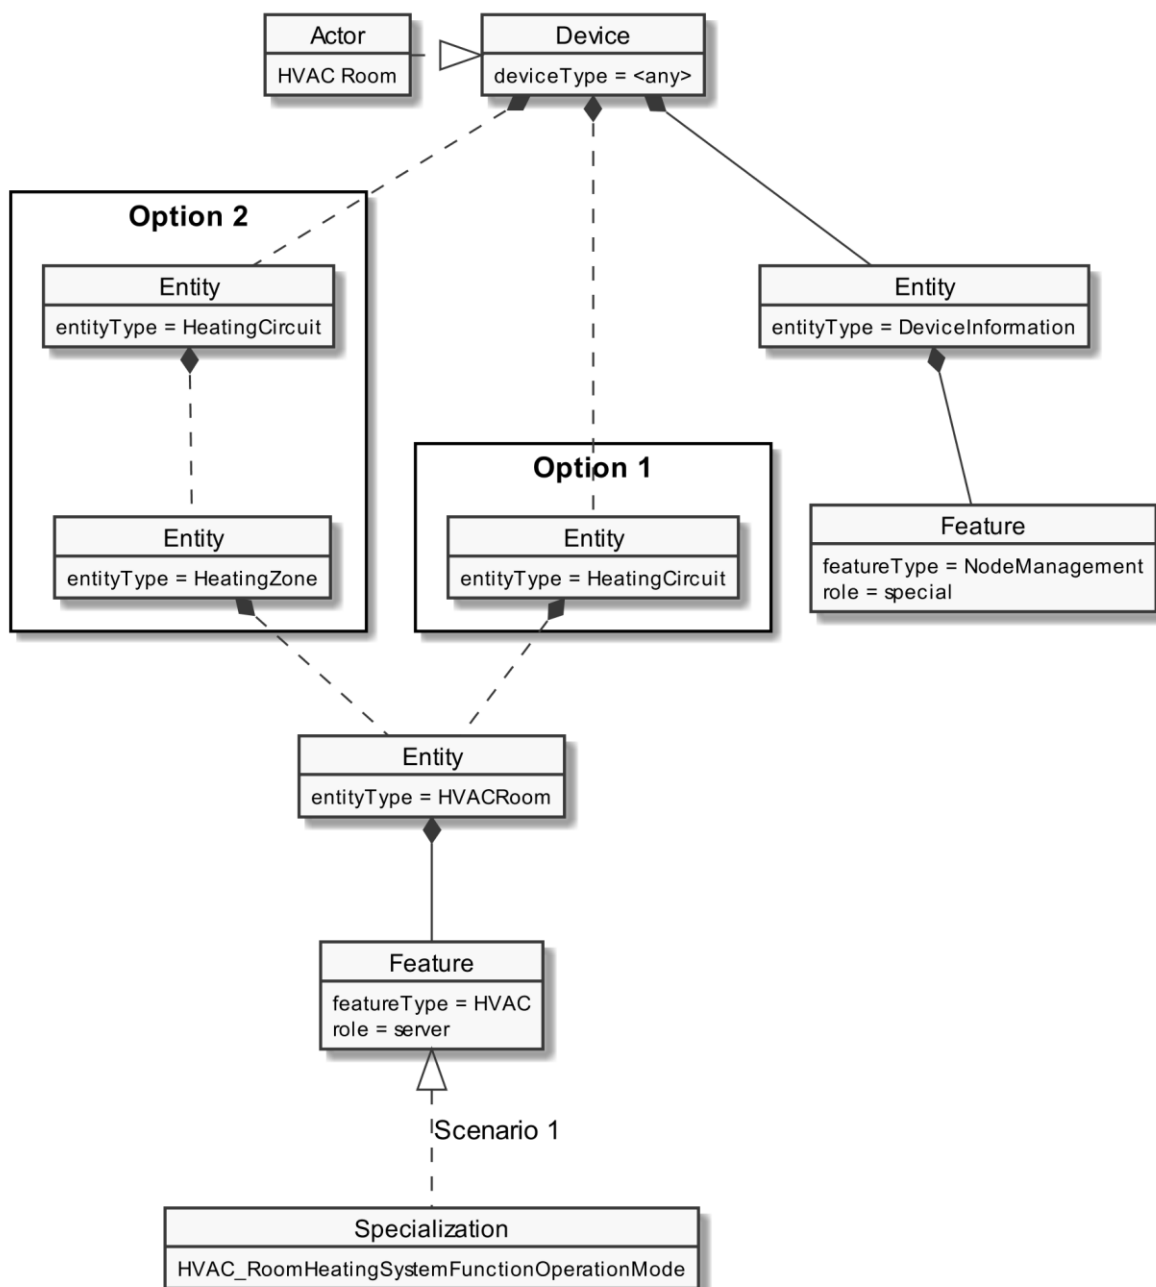 Actor
HVAC Room
Device
deviceType = <any>
Option 2
Entity
entityType = HeatingCircuit
Entity
entityType = HeatingZone
Option 1
Entity
entityType = HeatingCircuit
Entity
entityType = DeviceInformation
Feature
featureType = NodeManagement
role = special
Entity
entityType = HVACRoom
Feature
featureType = HVAC
role = server
Scenario 1
Specialization
HVAC_RoomHeatingSystemFunctionOperationMode